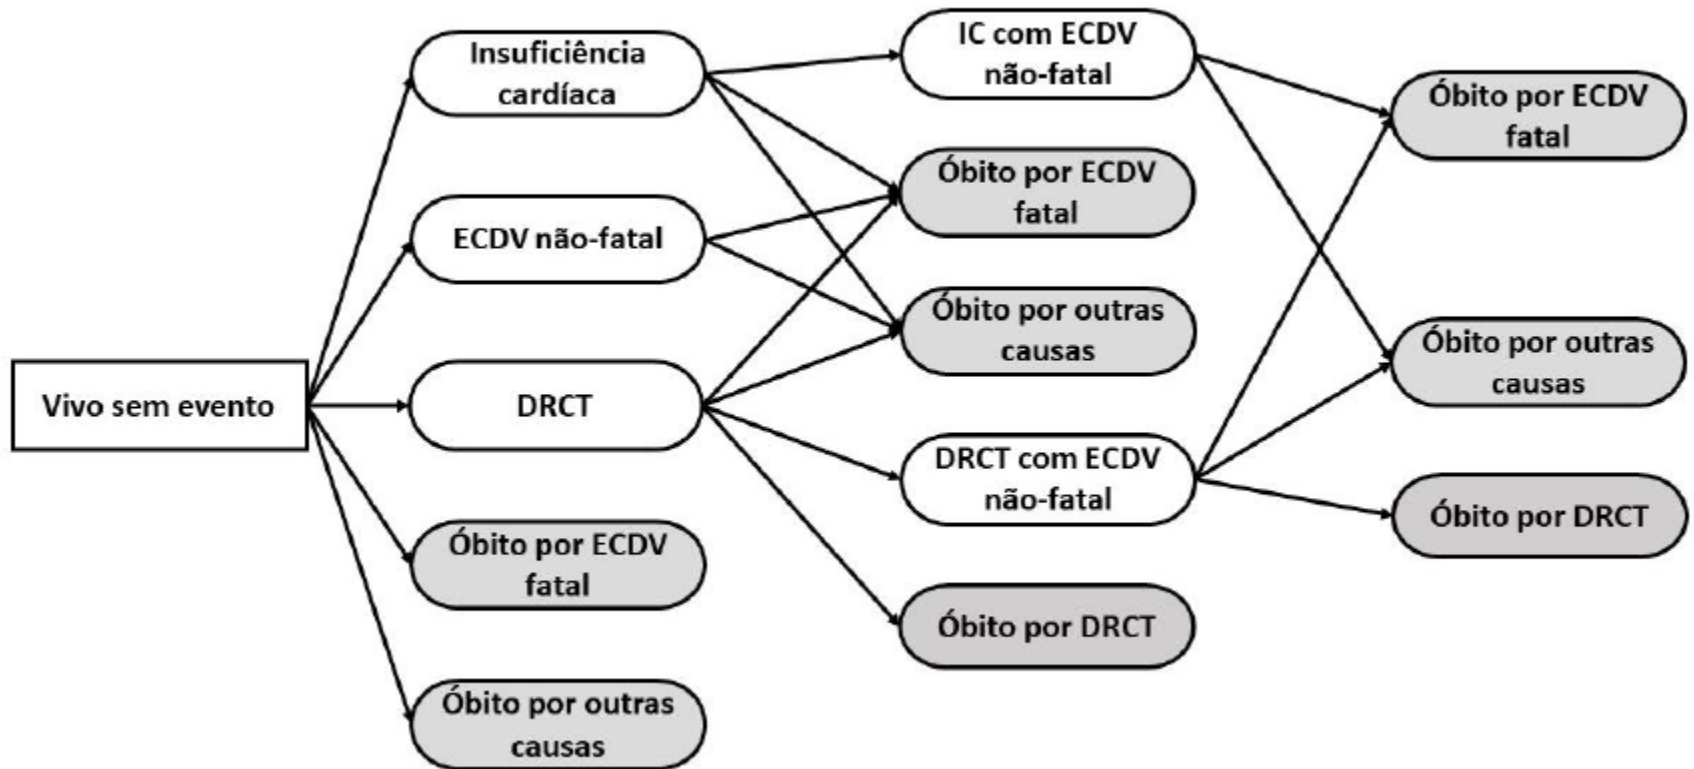 Insuficiência
cardíaca
ECDV não-fatal
Vivo sem evento
DRCT
Óbito por ECDV
fatal
Óbito por outras
causas
IC com ECDV
não-fatal
Óbito por ECDV
fatal
Óbito por outras
causas
DRCT com ECDV
não-fatal
Óbito por DRCT
Óbito por ECDV
fatal
Óbito por outras
causas
Óbito por DRCT